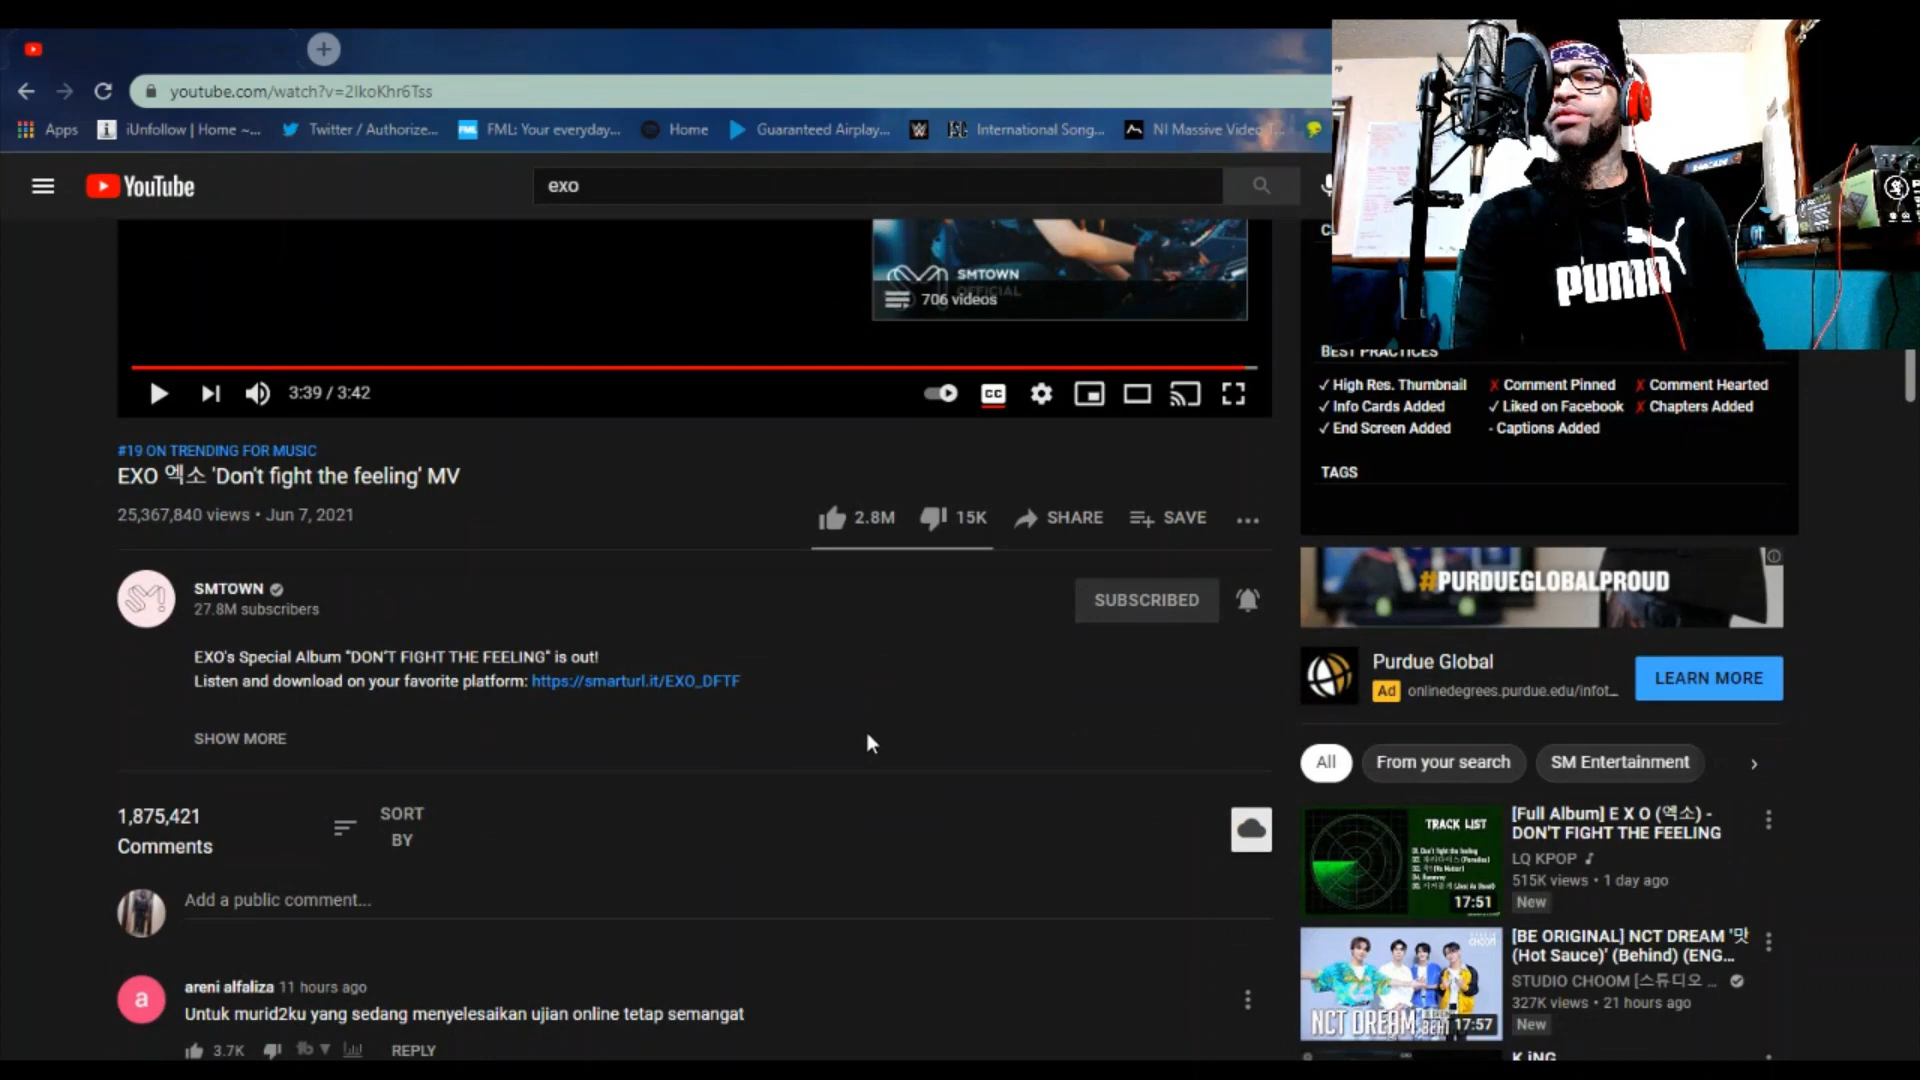 youtube.com/watch?v=2IkoKhr6Tss
Apps iUnfollow | Home ~... Twitter / Authorize... FML: Your everyday... Home Guaranteed Airplay... International Song... NI Massive Video T...
YouTube
exo
SMTOWN
OFFICIAL
706 videos
3:39 / 3:42
CC
#19 ON TRENDING FOR MUSIC
EXO 엑소 'Don't fight the feeling' MV
25,367,840 views • Jun 7, 2021
2.8M 15K SHARE SAVE
SMTOWN
27.8M subscribers
SUBSCRIBED
EXO's Special Album "DON'T FIGHT THE FEELING" is out!
Listen and download on your favorite platform: https://smarturl.it/EXO_DFTF
SHOW MORE
1,875,421
Comments
SORT
BY
Add a public comment...
a
areni alfaliza 11 hours ago
Untuk murid2ku yang sedang menyelesaikan ujian online tetap semangat
3.7K REPLY
PUMA
BEST PRACTICES
✓ High Res. Thumbnail ✗ Comment Pinned ✗ Comment Hearted
✓ Info Cards Added ✓ Liked on Facebook ✗ Chapters Added
✓ End Screen Added - Captions Added
TAGS
#PURDUEGLOBALPROUD
Purdue Global
Ad onlinedegrees.purdue.edu/infot...
LEARN MORE
All From your search SM Entertainment
TRACK LIST
17:51
[Full Album] E X O (엑소) -
DON'T FIGHT THE FEELING
LQ KPOP
515K views • 1 day ago
New
NCT DREAM
17:57
[BE ORIGINAL] NCT DREAM '맛
(Hot Sauce)' (Behind) (ENG...
STUDIO CHOOM [스튜디오 ...
327K views • 21 hours ago
New